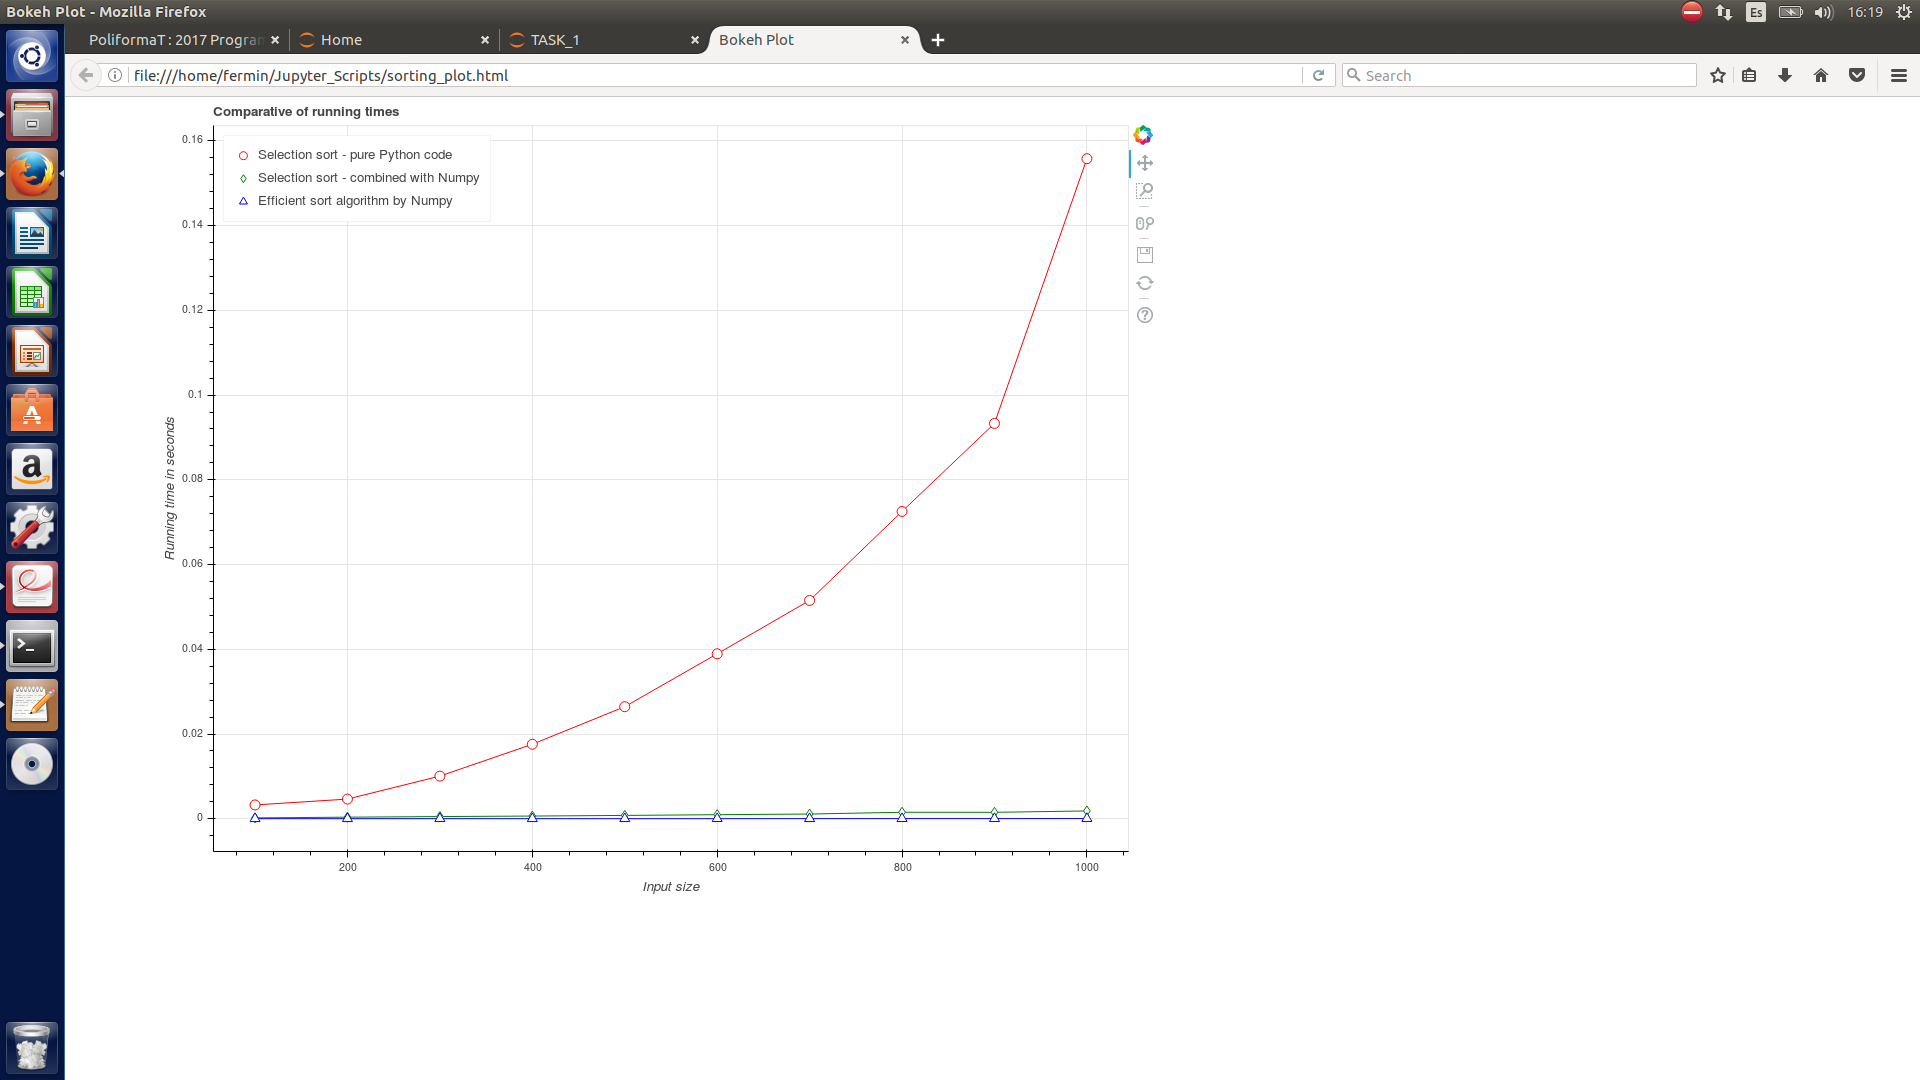 Bokeh Plot - Mozilla Firefox
Es
16:19
PoliformaT : 2017 Program
Home
TASK_1
Bokeh Plot
file:///home/fermin/Jupyter_Scripts/sorting_plot.html
Search
Comparative of running times
Selection sort - pure Python code
Selection sort - combined with Numpy
Efficient sort algorithm by Numpy
0.16
0.14
0.12
0.1
0.08
0.06
0.04
0.02
0
Running time in seconds
200
400
600
800
1000
Input size